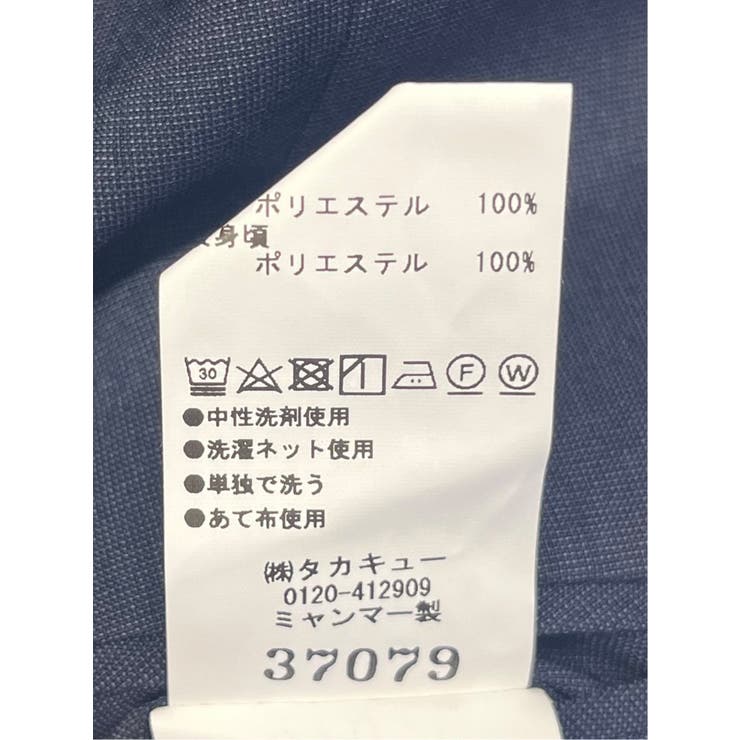 ポリエステル 100%
身頃
ポリエステル 100%
30 F W
●中性洗剤使用
●洗濯ネット使用
●単独で洗う
●あて布使用
㈱タカキュー
0120-412909
ミャンマー製
37079